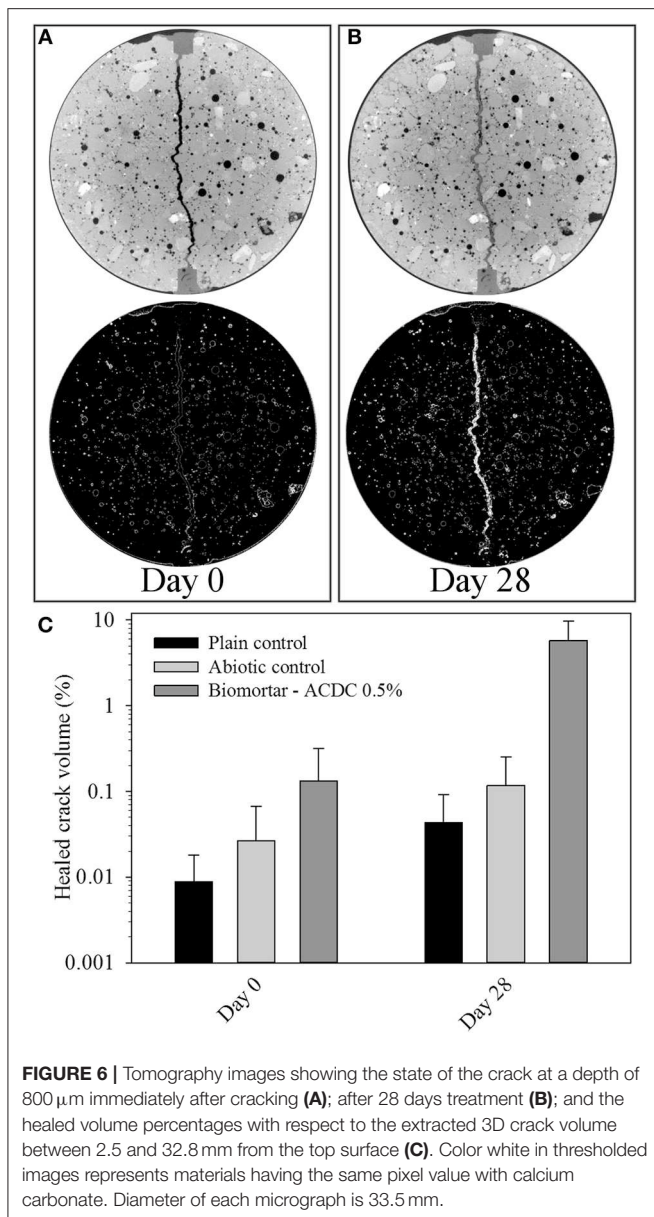 A
B
Day 0
Day 28
C
10
1
0.1
0.01
0.001
Healed crack volume (%)
Plain control
Abiotic control
Biomortar - ACDC 0.5%
Day 0
Day 28
FIGURE 6 | Tomography images showing the state of the crack at a depth of
800 μm immediately after cracking (A); after 28 days treatment (B); and the
healed volume percentages with respect to the extracted 3D crack volume
between 2.5 and 32.8 mm from the top surface (C). Color white in thresholded
images represents materials having the same pixel value with calcium
carbonate. Diameter of each micrograph is 33.5 mm.